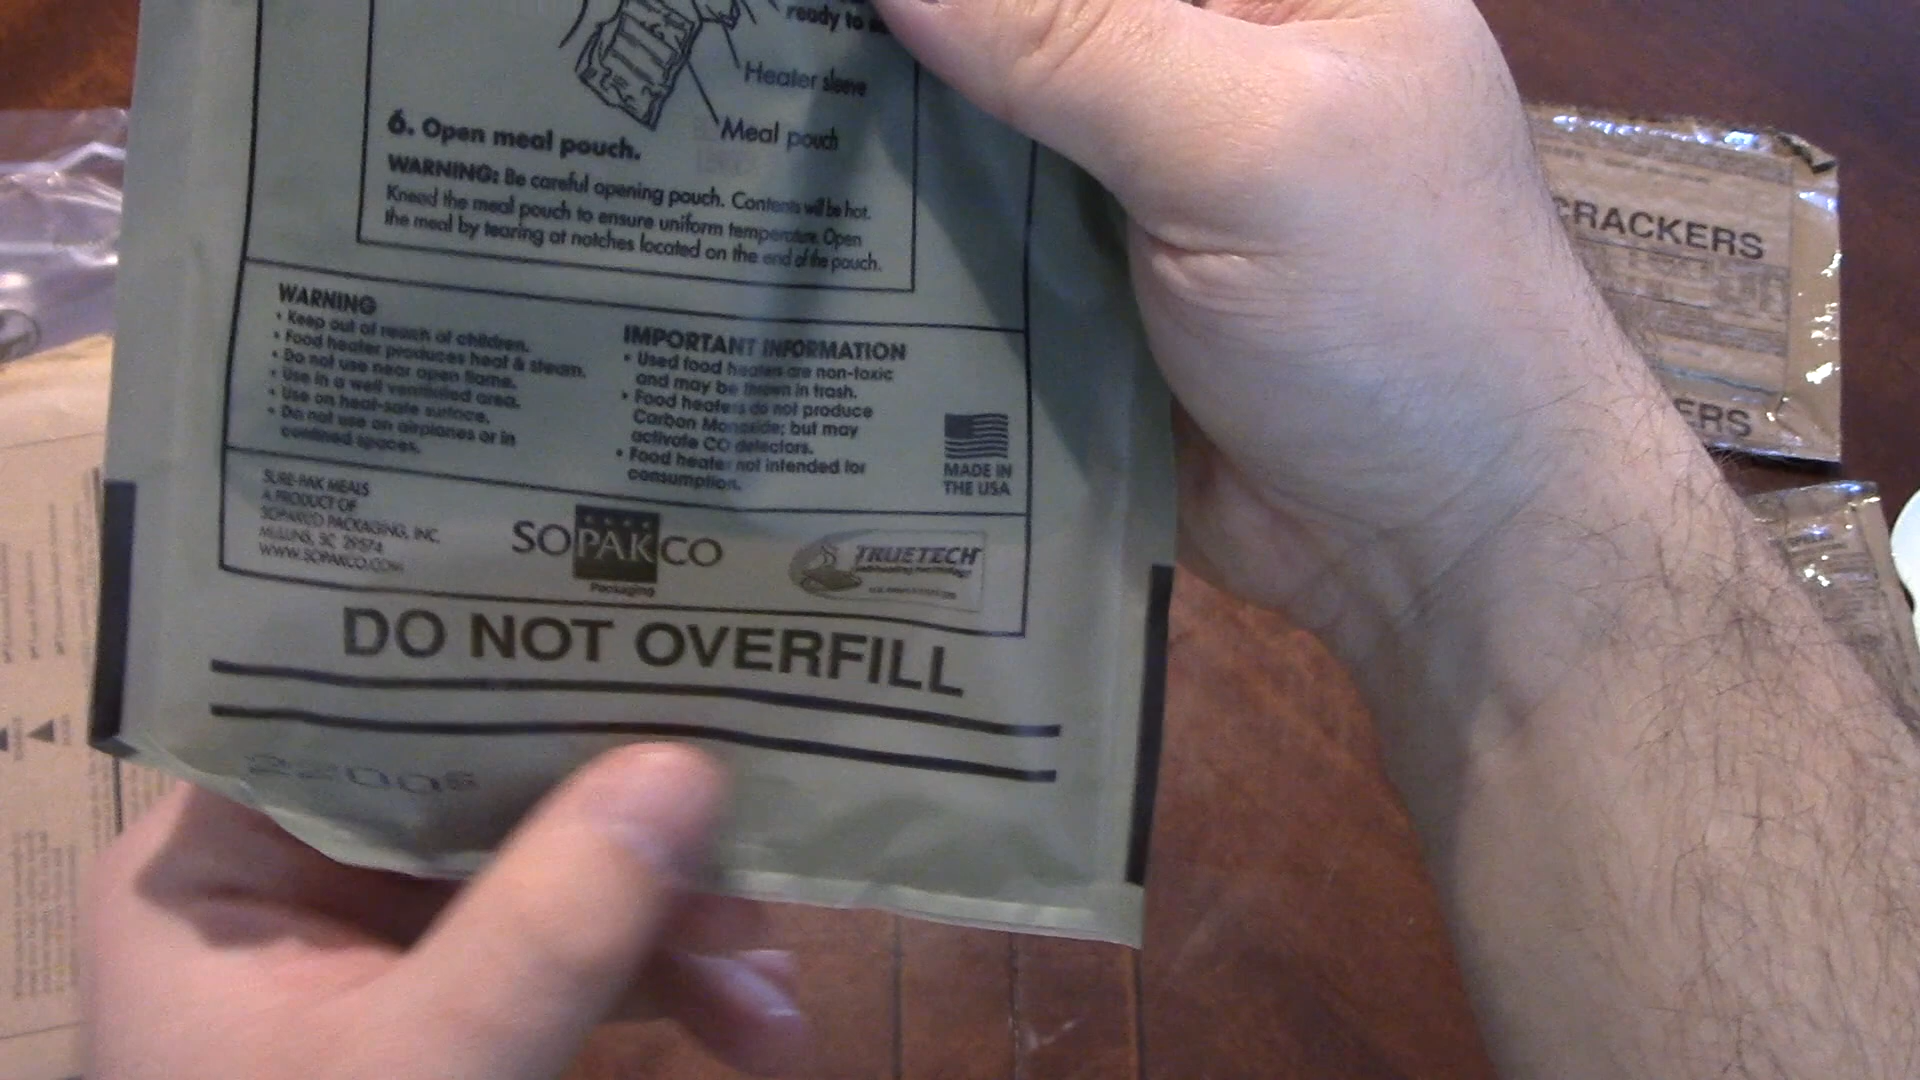 ready to
Heater sleeve
Meal pouch
6. Open meal pouch.
WARNING: Be careful opening pouch. Contents will be hot.
Knead the meal pouch to ensure uniform temperature. Open
the meal by tearing at notches located on the end of the pouch.
WARNING
• Keep out of reach of children.
• Food heater produces heat & steam.
• Do not use near open flame.
• Use in a well ventilated area.
• Use on heat-safe surface.
• Do not use on airplanes or in
confined spaces.
IMPORTANT INFORMATION
• Used food heaters are non-toxic
and may be thrown in trash.
• Food heaters do not produce
Carbon Monoxide; but may
activate CO detectors.
• Food heater not intended for
consumption.
MADE IN
THE USA
SURE-PAK MEALS
A PRODUCT OF
SOPAKCO PACKAGING, INC.
MULLINS, SC 29574
WWW.SOPAKCO.COM
SOPAKCO
Packaging
TRUETECH
DO NOT OVERFILL
CRACKERS
ERS